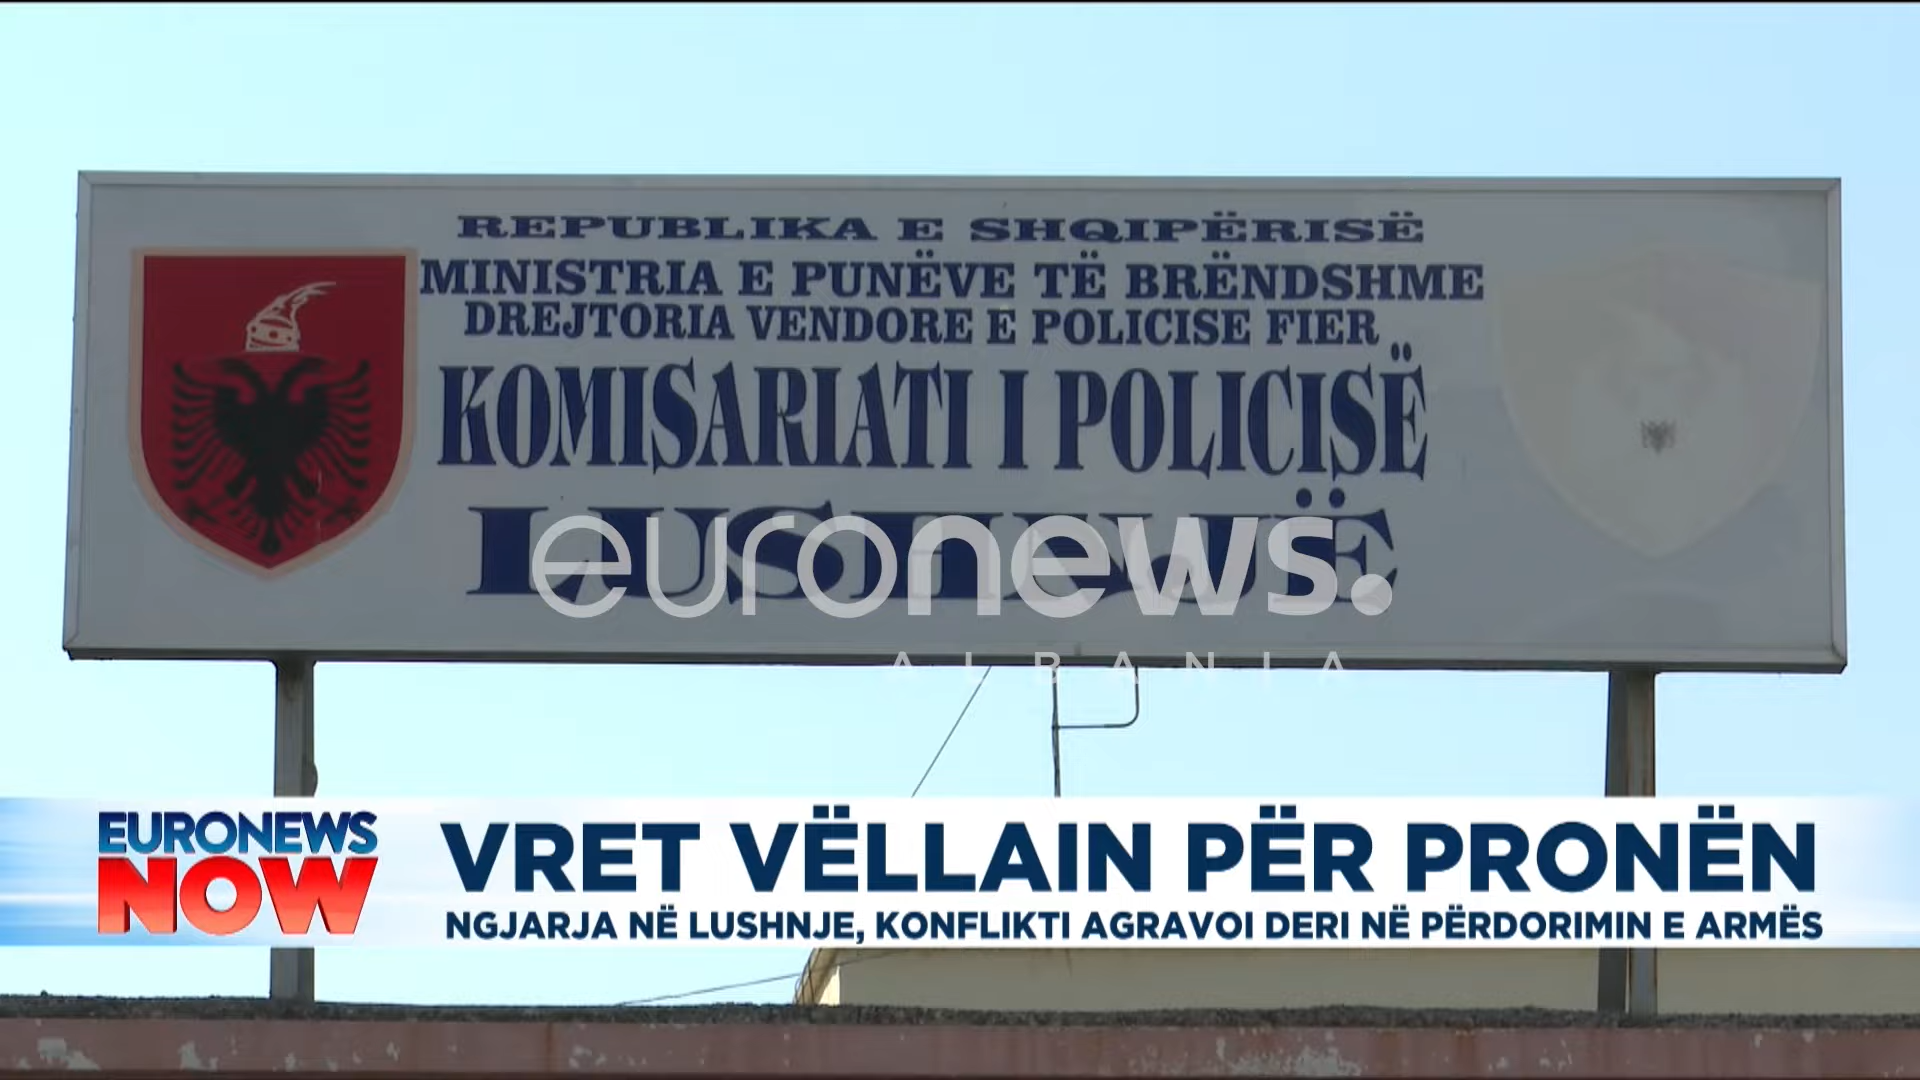 REPUBLIKA E SHQIPËRISË
MINISTRIA E PUNËVE TË BRËNDSHME
DREJTORIA VENDORE E POLICISE FIER
KOMISARIATI I POLICISË
LUSHNJË
euronews.
ALBANIA
EURONEWS
NOW
VRET VËLLAIN PËR PRONËN
NGJARJA NË LUSHNJE, KONFLIKTI AGRAVOI DERI NË PËRDORIMIN E ARMËS